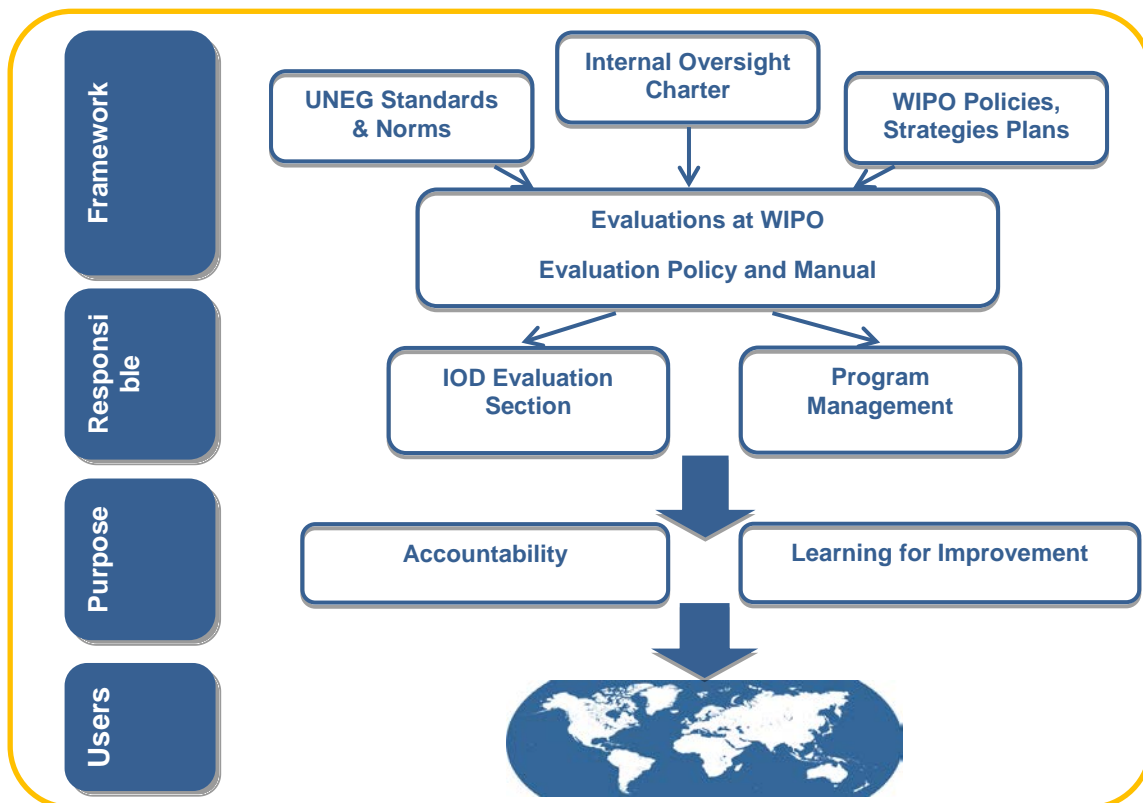 Framework
Internal Oversight
Charter
UNEG Standards
& Norms
WIPO Policies,
Strategies Plans
Evaluations at WIPO
Evaluation Policy and Manual
Responsi
ble
IOD Evaluation
Section
Program
Management
Purpose
Accountability
Learning for Improvement
Users